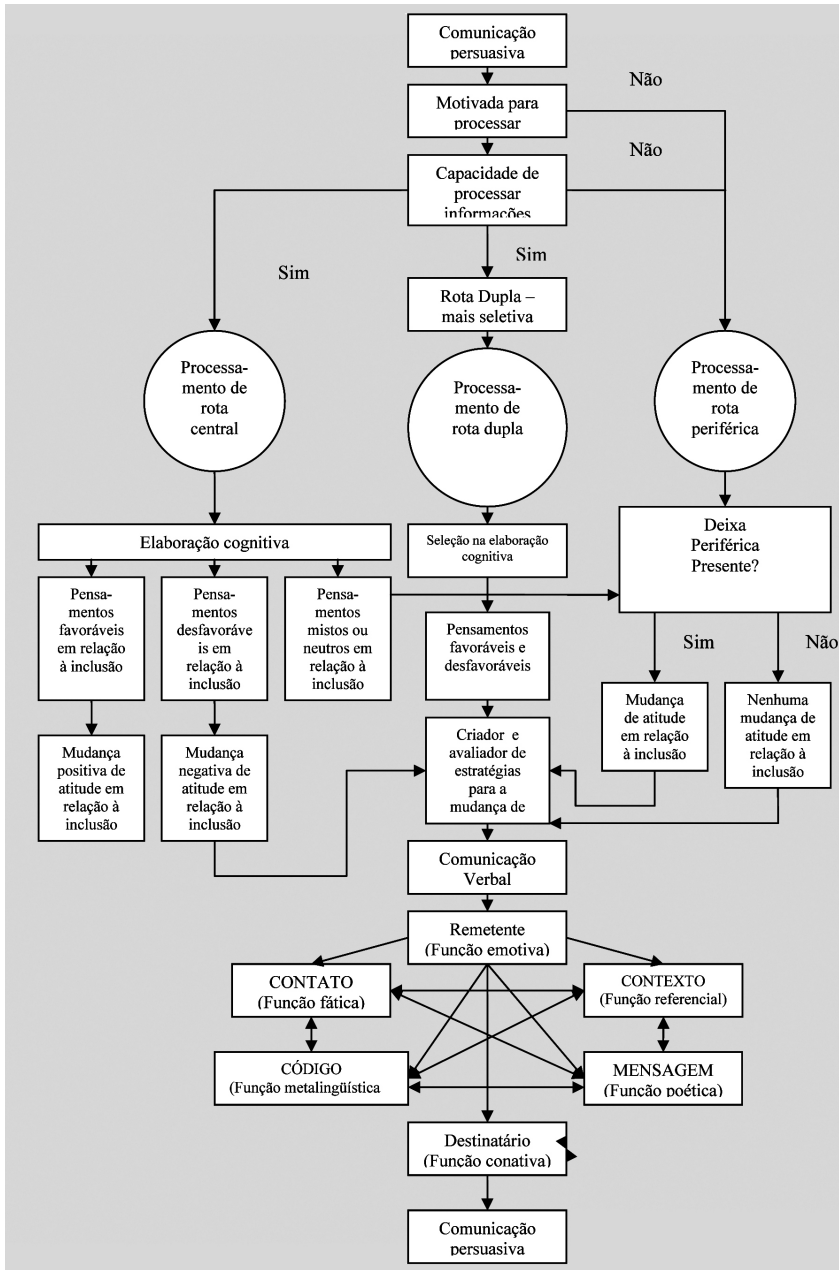 Comunicação
persuasiva
Não
Motivada para
processar
Não
Capacidade de
processar
informações
Sim
Sim
Rota Dupla –
mais seletiva
Processa-
mento de
rota
central
Processa-
mento de
rota dupla
Processa-
mento de
rota
periférica
Elaboração cognitiva
Seleção na elaboração
cognitiva
Deixa
Periférica
Presente?
Pensa-
mentos
favoráveis
em relação
à inclusão
Pensa-
mentos
desfavoráve
is em
relação à
inclusão
Pensa-
mentos
mistos ou
neutros em
relação à
inclusão
Pensamentos
favoráveis e
desfavoráveis
Sim
Não
Mudança
de atitude
em relação
à inclusão
Nenhuma
mudança de
atitude em
relação à
inclusão
Mudança
positiva de
atitude em
relação à
inclusão
Mudança
negativa de
atitude em
relação à
inclusão
Criador e
avaliador de
estratégias
para a
mudança de
Comunicação
Verbal
Remetente
(Função emotiva)
CONTATO
(Função fática)
CONTEXTO
(Função referencial)
CÓDIGO
(Função metalingüística
MENSAGEM
(Função poética)
Destinatário
(Função conativa)
Comunicação
persuasiva